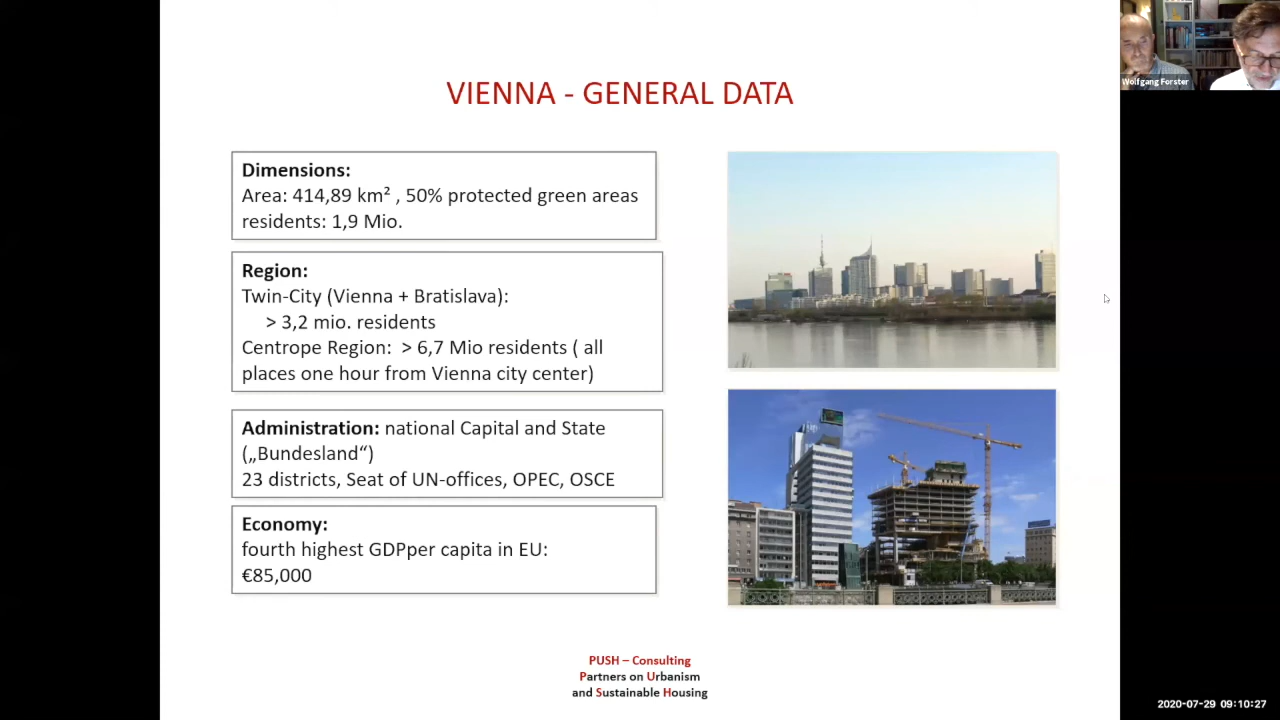 Wolfgang Forster
VIENNA - GENERAL DATA
Dimensions:
Area: 414,89 km² , 50% protected green areas
residents: 1,9 Mio.
Region:
Twin-City (Vienna + Bratislava):
> 3,2 mio. residents
Centrope Region: > 6,7 Mio residents ( all
places one hour from Vienna city center)
Administration: national Capital and State
(„Bundesland“)
23 districts, Seat of UN-offices, OPEC, OSCE
Economy:
fourth highest GDPper capita in EU:
€85,000
PUSH – Consulting
Partners on Urbanism
and Sustainable Housing
2020-07-29 09:10:27